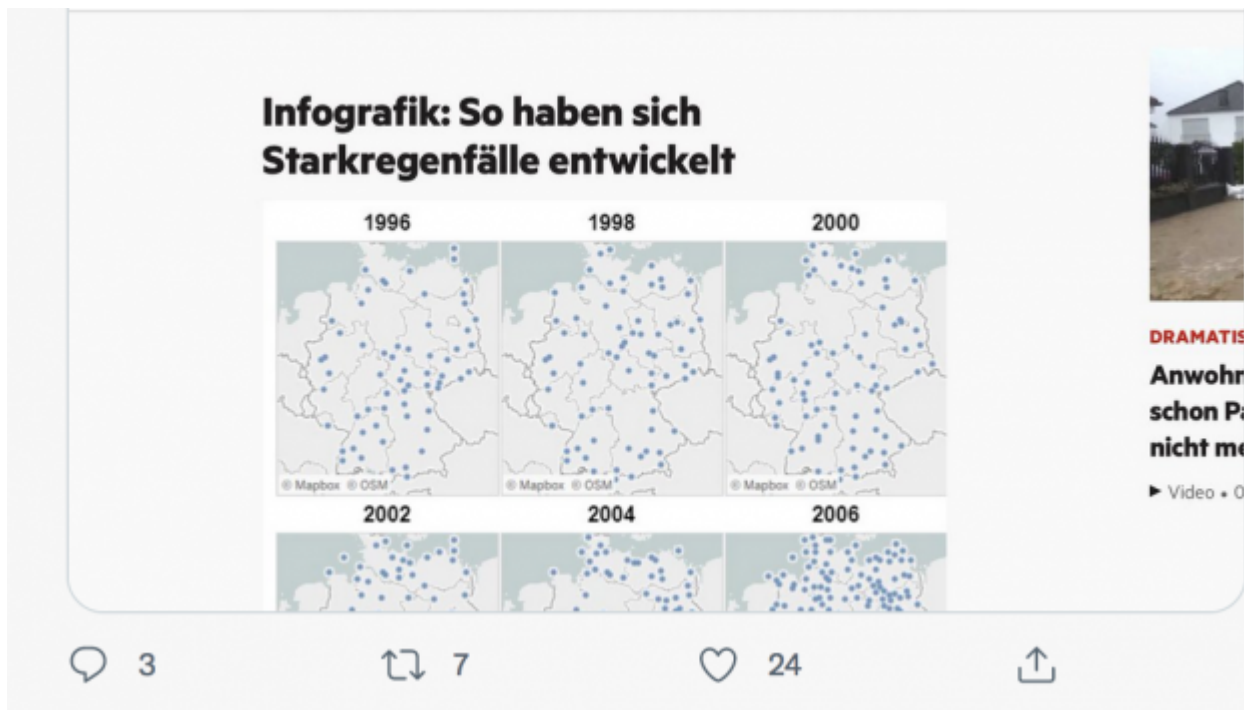 Infografik: So haben sich
Starkregenfälle entwickelt
1996 1998 2000
© Mapbox © OSM © Mapbox © OSM © Mapbox © OSM
2002 2004 2006
DRAMATIS
Anwohn
schon Pa
nicht me
Video • 0
3 7 24